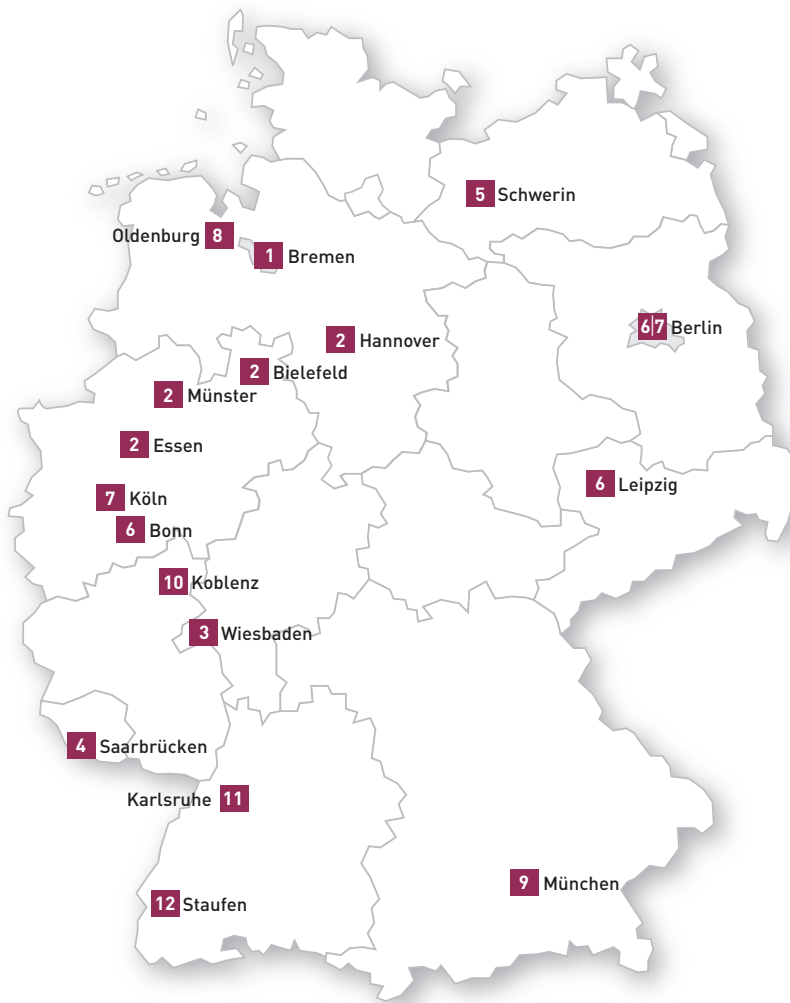 5 Schwerin
Oldenburg 8
1 Bremen
6|7 Berlin
2 Hannover
2 Bielefeld
2 Münster
2 Essen
6 Leipzig
7 Köln
6 Bonn
10 Koblenz
3 Wiesbaden
4 Saarbrücken
Karlsruhe 11
9 München
12 Staufen